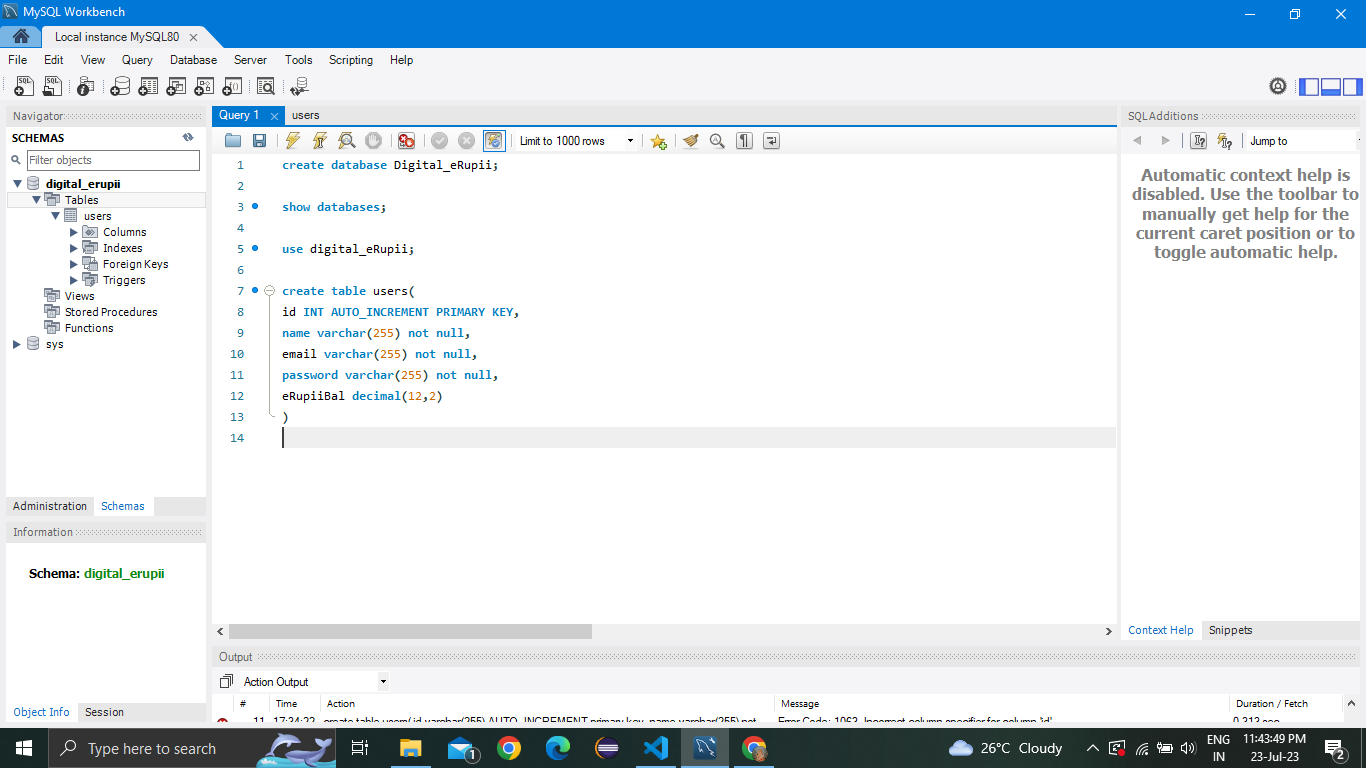 MySQL Workbench
Local instance MySQL80
File Edit View Query Database Server Tools Scripting Help
Navigator
SCHEMAS
Filter objects
digital_erupii
Tables
users
Columns
Indexes
Foreign Keys
Triggers
Views
Stored Procedures
Functions
sys
Administration Schemas
Information
Schema: digital_erupii
Object Info Session
Query 1 users
Limit to 1000 rows
1 create database Digital_eRupii;
2
3 show databases;
4
5 use digital_eRupii;
6
7 create table users(
8 id INT AUTO_INCREMENT PRIMARY KEY,
9 name varchar(255) not null,
10 email varchar(255) not null,
11 password varchar(255) not null,
12 eRupiiBal decimal(12,2)
13 )
14
SQLAdditions
Jump to
Automatic context help is
disabled. Use the toolbar to
manually get help for the
current caret position or to
toggle automatic help.
Context Help Snippets
Output
Action Output
# Time Action Message Duration / Fetch
11 17:34:22 create table users( id varchar(255) AUTO_INCREMENT primary key, name varchar(255) not Error Code: 1063. Incorrect column specifier for column 'id' 0.313 sec
Type here to search
1
26°C Cloudy
ENG
IN
11:43:49 PM
23-Jul-23
2